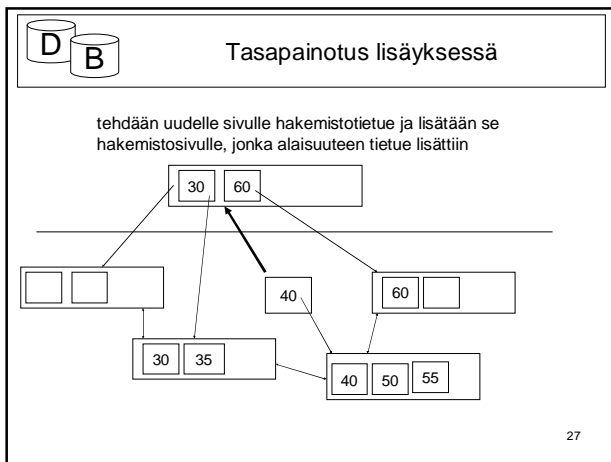 D
B
Tasapainotus lisäyksessä
tehdään uudelle sivulle hakemistotietue ja lisätään se
hakemistosivulle, jonka alaisuuteen tietue lisättiin
30 60
40
60
30 35
40 50 55
27